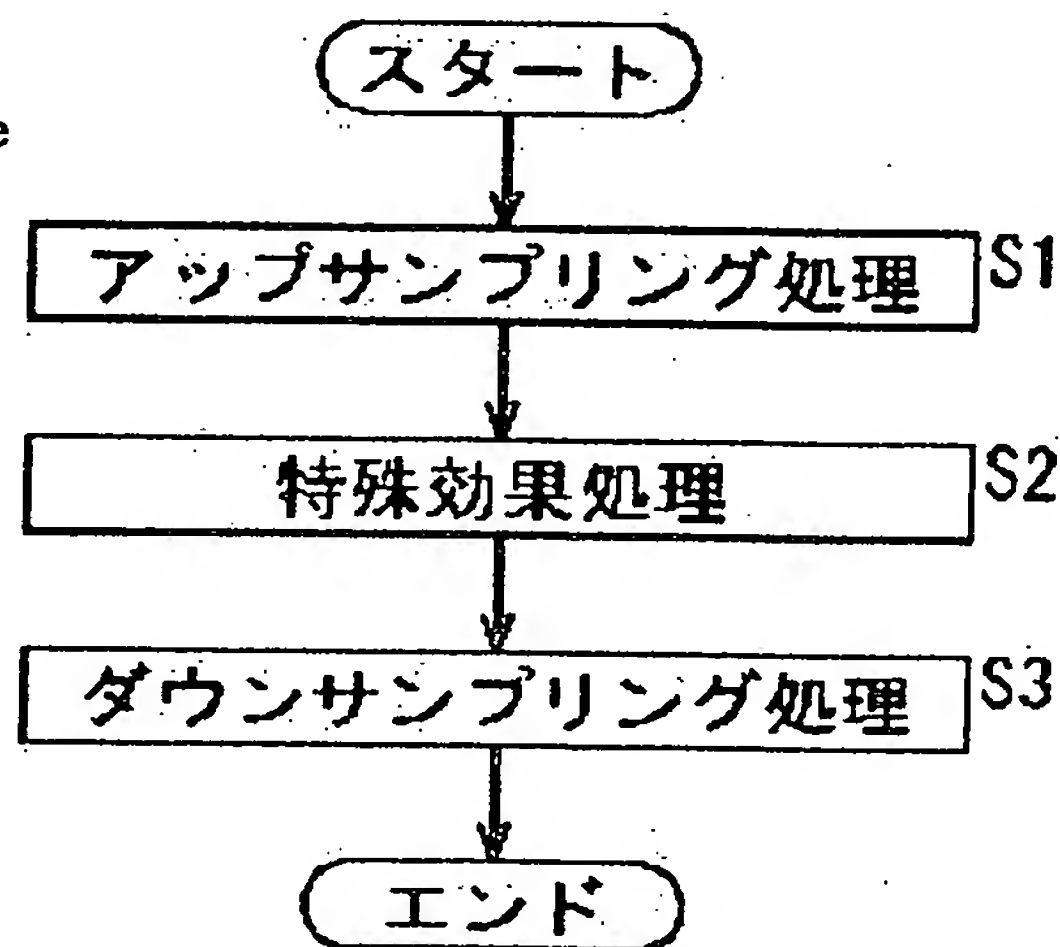 スタート
e
アップサンプリング処理 S1
特殊効果処理 S2
ダウンサンプリング処理 S3
エンド